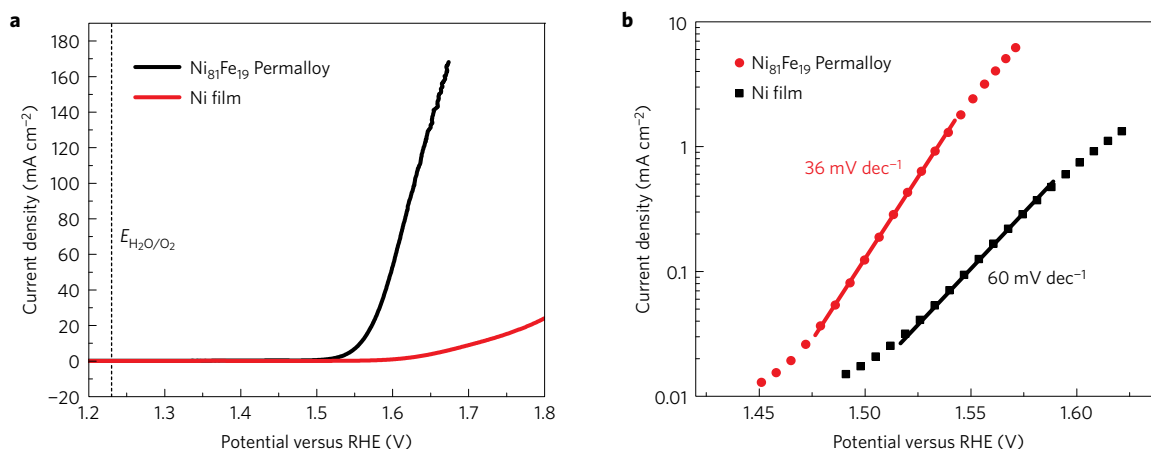 a
Current density (mA cm⁻²)
180
160
140
120
100
80
60
40
20
0
−20
Ni₈₁Fe₁₉ Permalloy
Ni film
E_H₂O/O₂
1.2 1.3 1.4 1.5 1.6 1.7 1.8
Potential versus RHE (V)
b
Current density (mA cm⁻²)
10
1
0.1
0.01
Ni₈₁Fe₁₉ Permalloy
Ni film
36 mV dec⁻¹
60 mV dec⁻¹
1.45 1.50 1.55 1.60
Potential versus RHE (V)